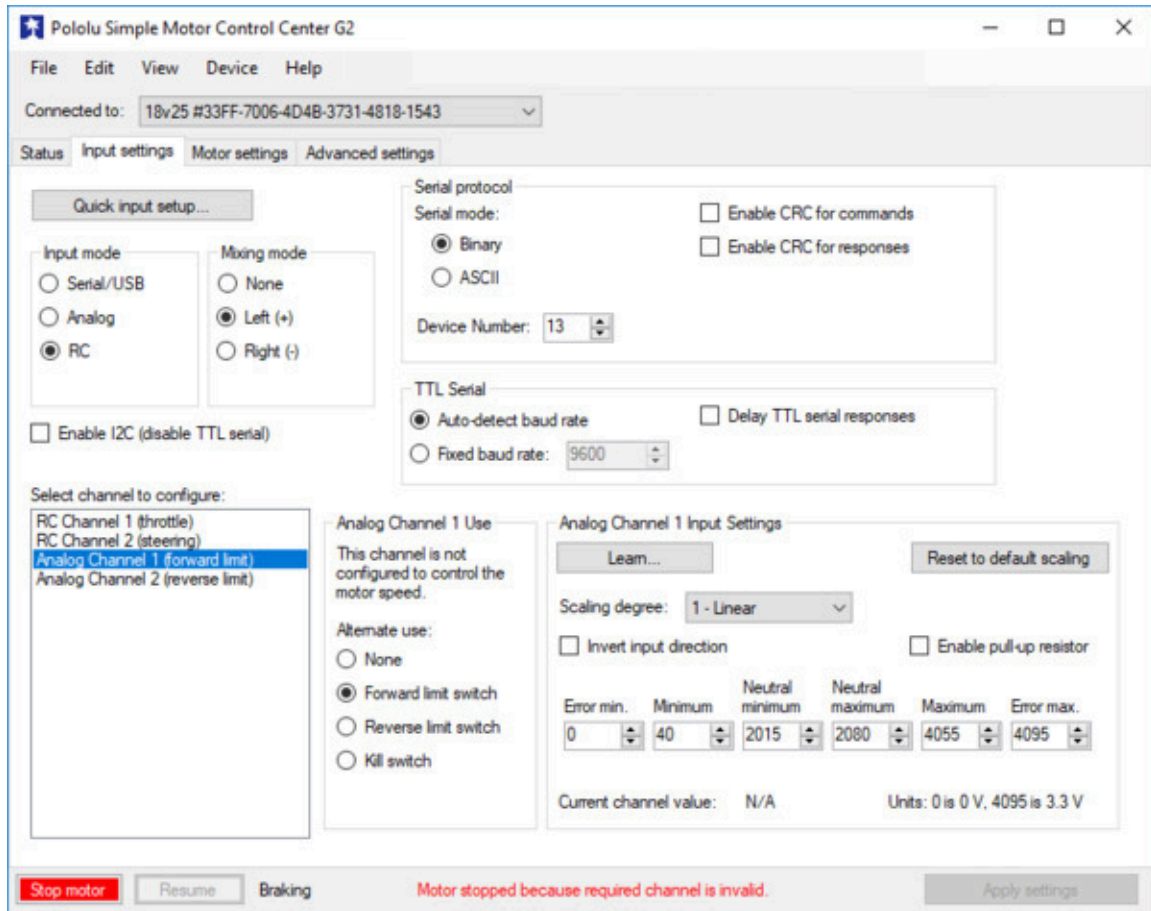 Pololu Simple Motor Control Center G2
File Edit View Device Help
Connected to: 18v25 #33FF-7006-4D4B-3731-4818-1543
Status Input settings Motor settings Advanced settings
Quick input setup...
Input mode
Serial/USB
Analog
RC
Mixing mode
None
Left (+)
Right (-)
Enable I2C (disable TTL serial)
Serial protocol
Serial mode:
Binary
ASCII
Enable CRC for commands
Enable CRC for responses
Device Number: 13
TTL Serial
Auto-detect baud rate
Fixed baud rate: 9600
Delay TTL serial responses
Select channel to configure:
RC Channel 1 (throttle)
RC Channel 2 (steering)
Analog Channel 1 (forward limit)
Analog Channel 2 (reverse limit)
Analog Channel 1 Use
This channel is not
configured to control the
motor speed.
Alternate use:
None
Forward limit switch
Reverse limit switch
Kill switch
Analog Channel 1 Input Settings
Learn... Reset to default scaling
Scaling degree: 1 - Linear
Invert input direction Enable pull-up resistor
Error min. Minimum Neutral minimum Neutral maximum Maximum Error max.
0 40 2015 2080 4055 4095
Current channel value: N/A Units: 0 is 0 V, 4095 is 3.3 V
Stop motor Resume Braking Motor stopped because required channel is invalid. Apply settings